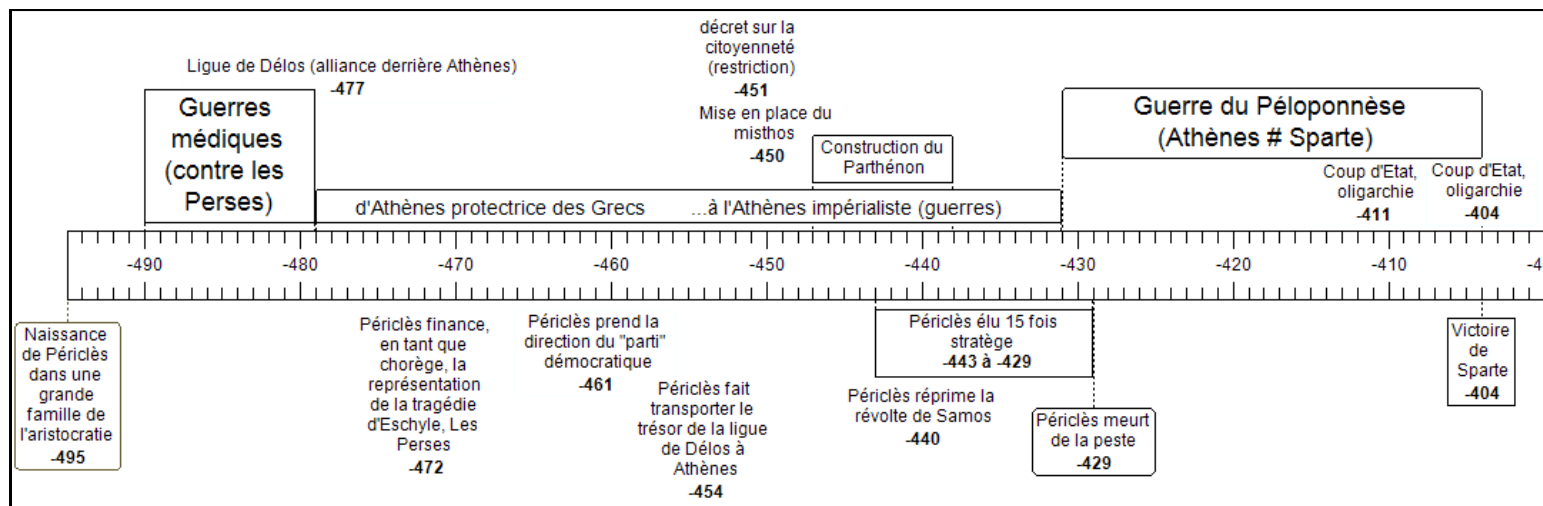 Ligue de Délos (alliance derrière Athènes)
-477
Guerres
médiques
(contre les
Perses)
décret sur la
citoyenneté
(restriction)
-451
Mise en place du
misthos
-450
Construction du
Parthénon
Guerre du Péloponnèse
(Athènes # Sparte)
Coup d'Etat,
oligarchie
-411
Coup d'Etat,
oligarchie
-404
d'Athènes protectrice des Grecs ...à l'Athènes impérialiste (guerres)
-490 -480 -470 -460 -450 -440 -430 -420 -410 -4
Naissance
de Périclès
dans une
grande
famille de
l'aristocratie
-495
Périclès finance,
en tant que
chorège, la
représentation
de la tragédie
d'Eschyle, Les
Perses
-472
Périclès prend la
direction du "parti"
démocratique
-461
Périclès fait
transporter le
trésor de la ligue
de Délos à
Athènes
-454
Périclès élu 15 fois
stratège
-443 à -429
Périclès réprime la
révolte de Samos
-440
Périclès meurt
de la peste
-429
Victoire
de
Sparte
-404